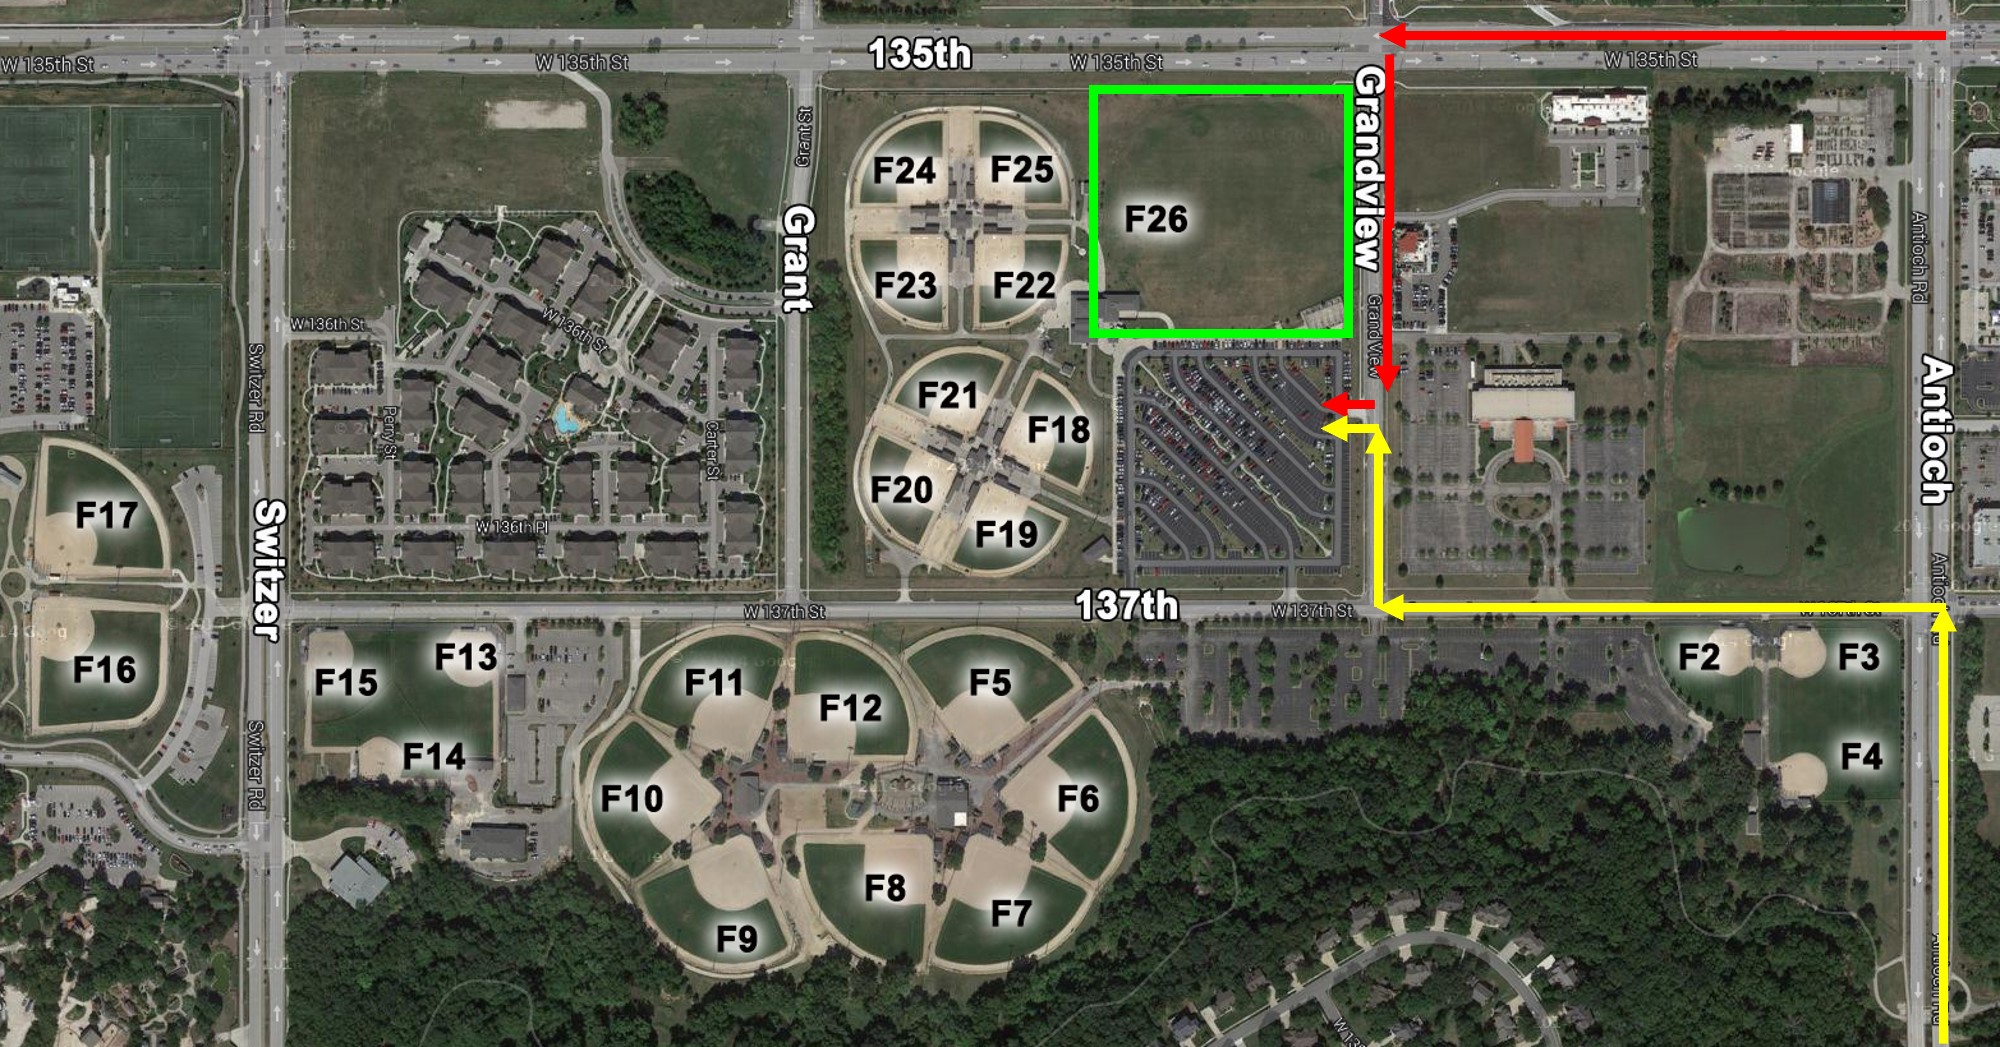 135th
W 135th St
W 135th St
W 135th St
W 135th St
Grandview
Grant St
F24
F25
F26
F23
F22
Grant
Antioch Rd
W 136th St
W 136th St
Grand View
Switzer Rd
Perry St
Carter St
F21
F18
F20
F19
Antioch
F17
Switzer
W 136th Pl
137th
W 137th St
W 137th St
F16
F15
F13
F14
F11
F12
F5
F2
F3
F4
Switzer Rd
F10
F6
F9
F8
F7